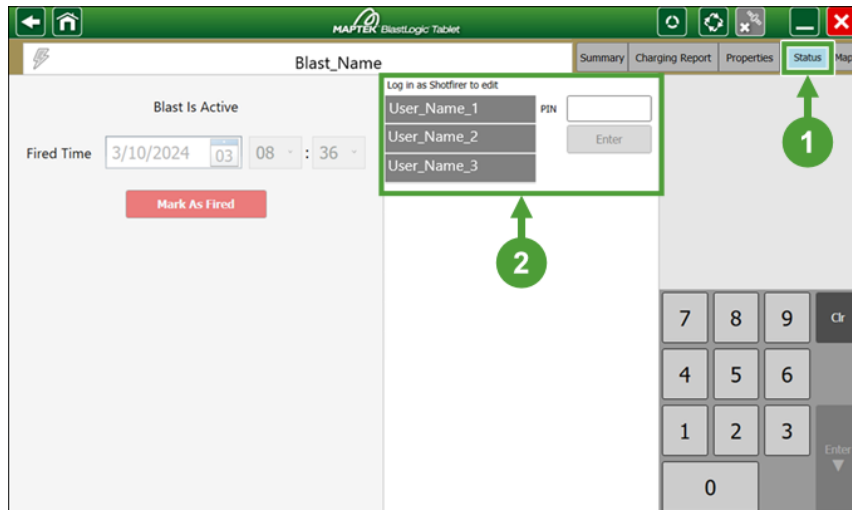 MAPTEK BlastLogic Tablet
Blast_Name
Summary Charging Report Properties Status Map
1
Blast Is Active
Fired Time 3/10/2024 03 08 : 36
Mark As Fired
Log in as Shotfirer to edit
User_Name_1 PIN
User_Name_2 Enter
User_Name_3
2
7 8 9 Clr
4 5 6
1 2 3
Enter
0